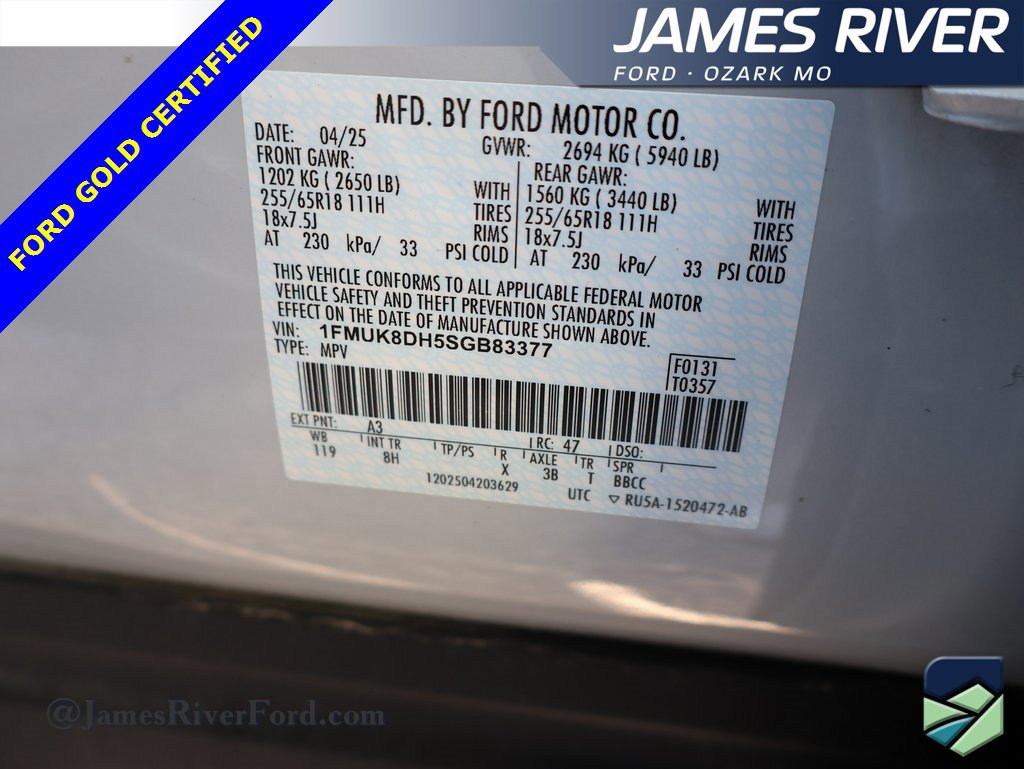 JAMES RIVER
FORD · OZARK MO
FORD GOLD CERTIFIED
MFD. BY FORD MOTOR CO.
DATE: 04/25 GVWR: 2694 KG ( 5940 LB)
FRONT GAWR: REAR GAWR:
1202 KG ( 2650 LB) WITH 1560 KG ( 3440 LB) WITH
255/65R18 111H TIRES 255/65R18 111H TIRES
18x7.5J RIMS 18x7.5J RIMS
AT 230 kPa/ 33 PSI COLD AT 230 kPa/ 33 PSI COLD
THIS VEHICLE CONFORMS TO ALL APPLICABLE FEDERAL MOTOR
VEHICLE SAFETY AND THEFT PREVENTION STANDARDS IN
EFFECT ON THE DATE OF MANUFACTURE SHOWN ABOVE.
VIN: 1FMUK8DH5SGB83377
TYPE: MPV
F0131
T0357
EXT PNT: A3 RC: 47 DSO:
WB INT TR TP/PS R AXLE TR SPR
119 8H X 3B T BBCC
1202504203629 UTC ▽ RU5A-1520472-AB
@JamesRiverFord.com